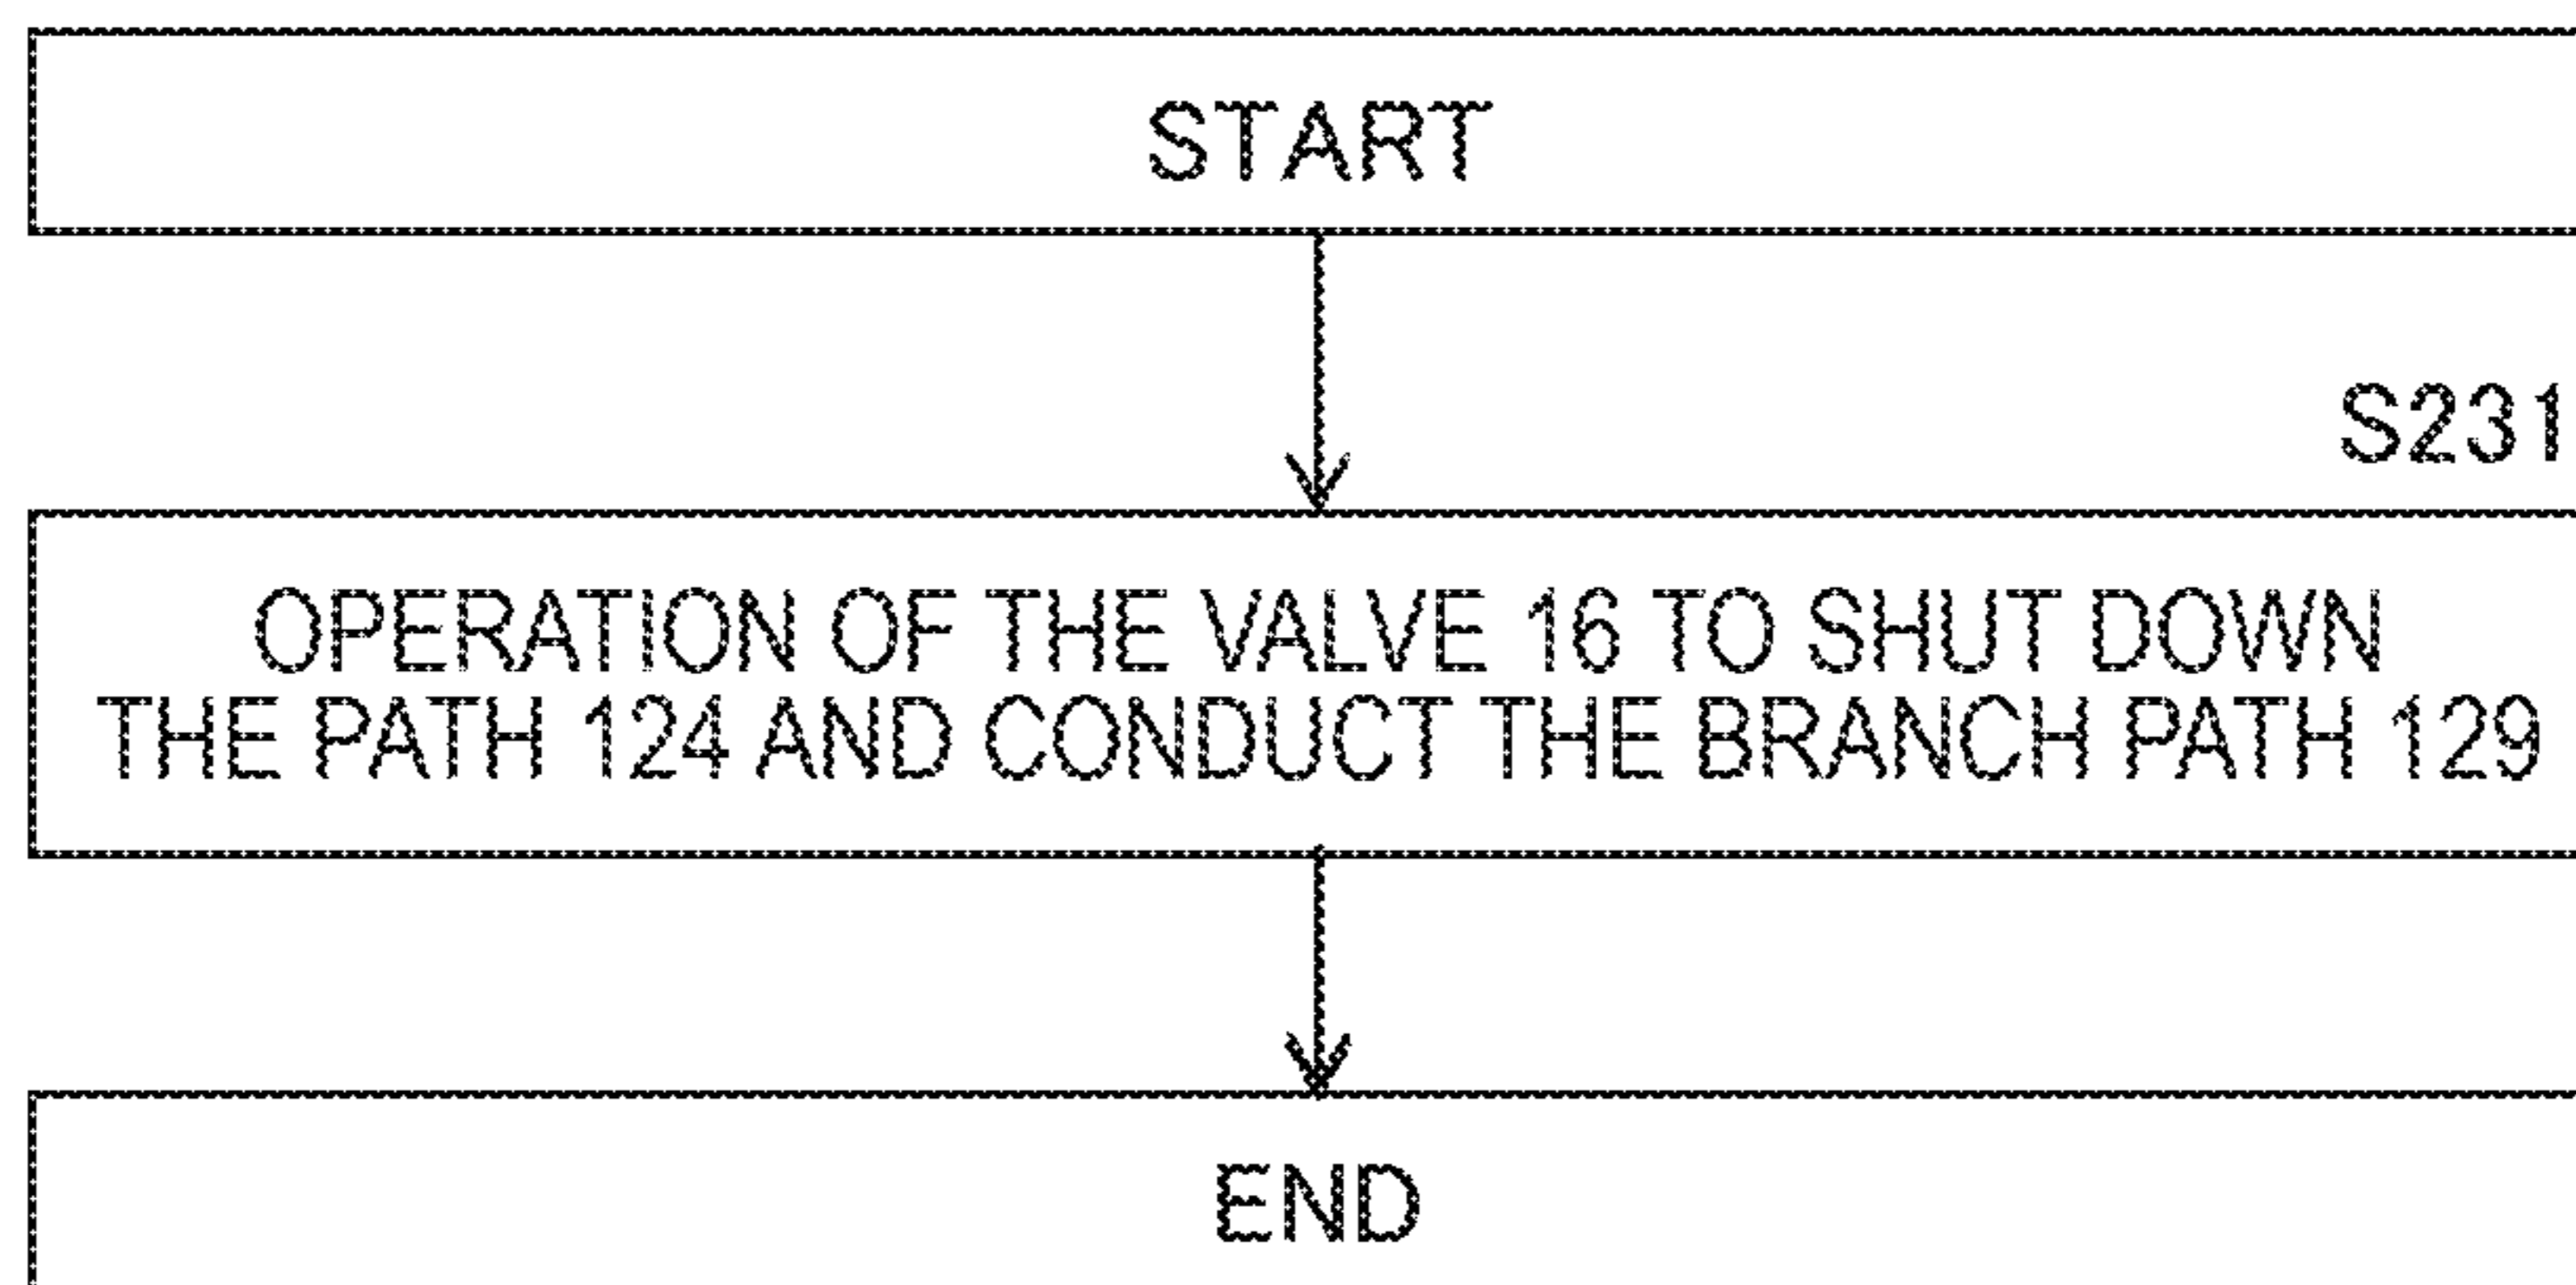 START
S231
OPERATION OF THE VALVE 16 TO SHUT DOWN
THE PATH 124 AND CONDUCT THE BRANCH PATH 129
END